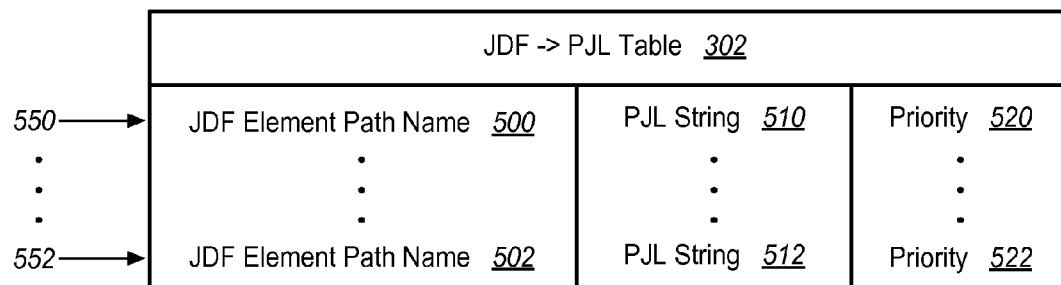 JDF -> PJL Table 302
550 JDF Element Path Name 500 PJL String 510 Priority 520
552 JDF Element Path Name 502 PJL String 512 Priority 522